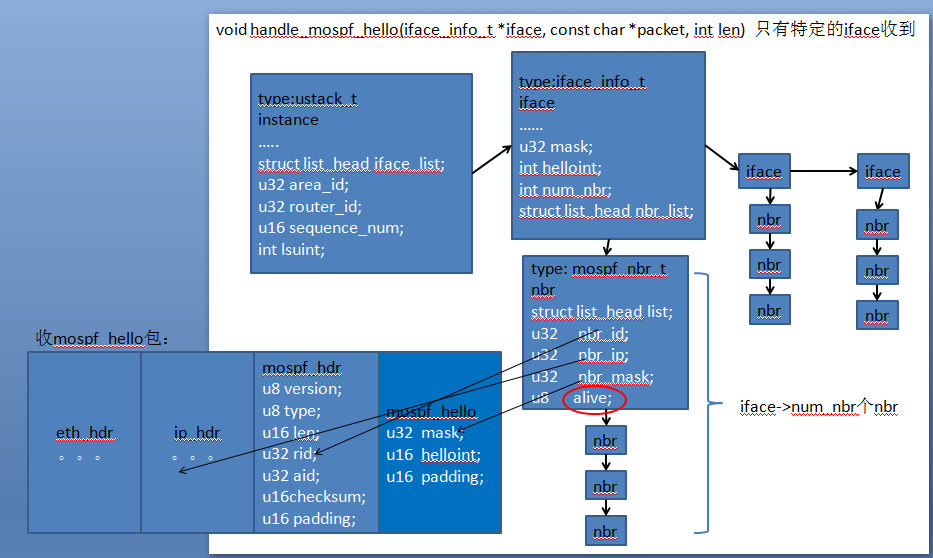 void handle_mospf_hello(iface_info_t *iface, const char *packet, int len) 只有特定的iface收到
type:ustack_t
instance
.....
struct list_head iface_list;
u32 area_id;
u32 router_id;
u16 sequence_num;
int lsuint;
type:iface_info_t
iface
......
u32 mask;
int helloint;
int num_nbr;
struct list_head nbr_list;
iface
nbr
nbr
nbr
iface
nbr
nbr
nbr
type: mospf_nbr_t
nbr
struct list_head list;
u32 nbr_id;
u32 nbr_ip;
u32 nbr_mask;
u8 alive;
nbr
nbr
nbr
iface->num_nbr个nbr
收mospf_hello包：
eth_hdr
。。。
ip_hdr
。。。
mospf_hdr
u8 version;
u8 type;
u16 len;
u32 rid;
u32 aid;
u16checksum;
u16 padding;
mospf_hello
u32 mask;
u16 helloint;
u16 padding;